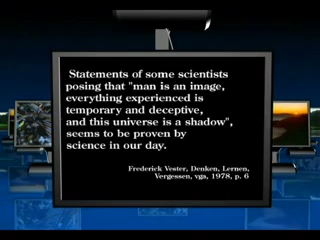 Statements of some scientists
posing that "man is an image,
everything experienced is
temporary and deceptive,
and this universe is a shadow",
seems to be proven by
science in our day.
Frederick Vester, Denken, Lernen,
Vergessen, vga, 1978, p. 6